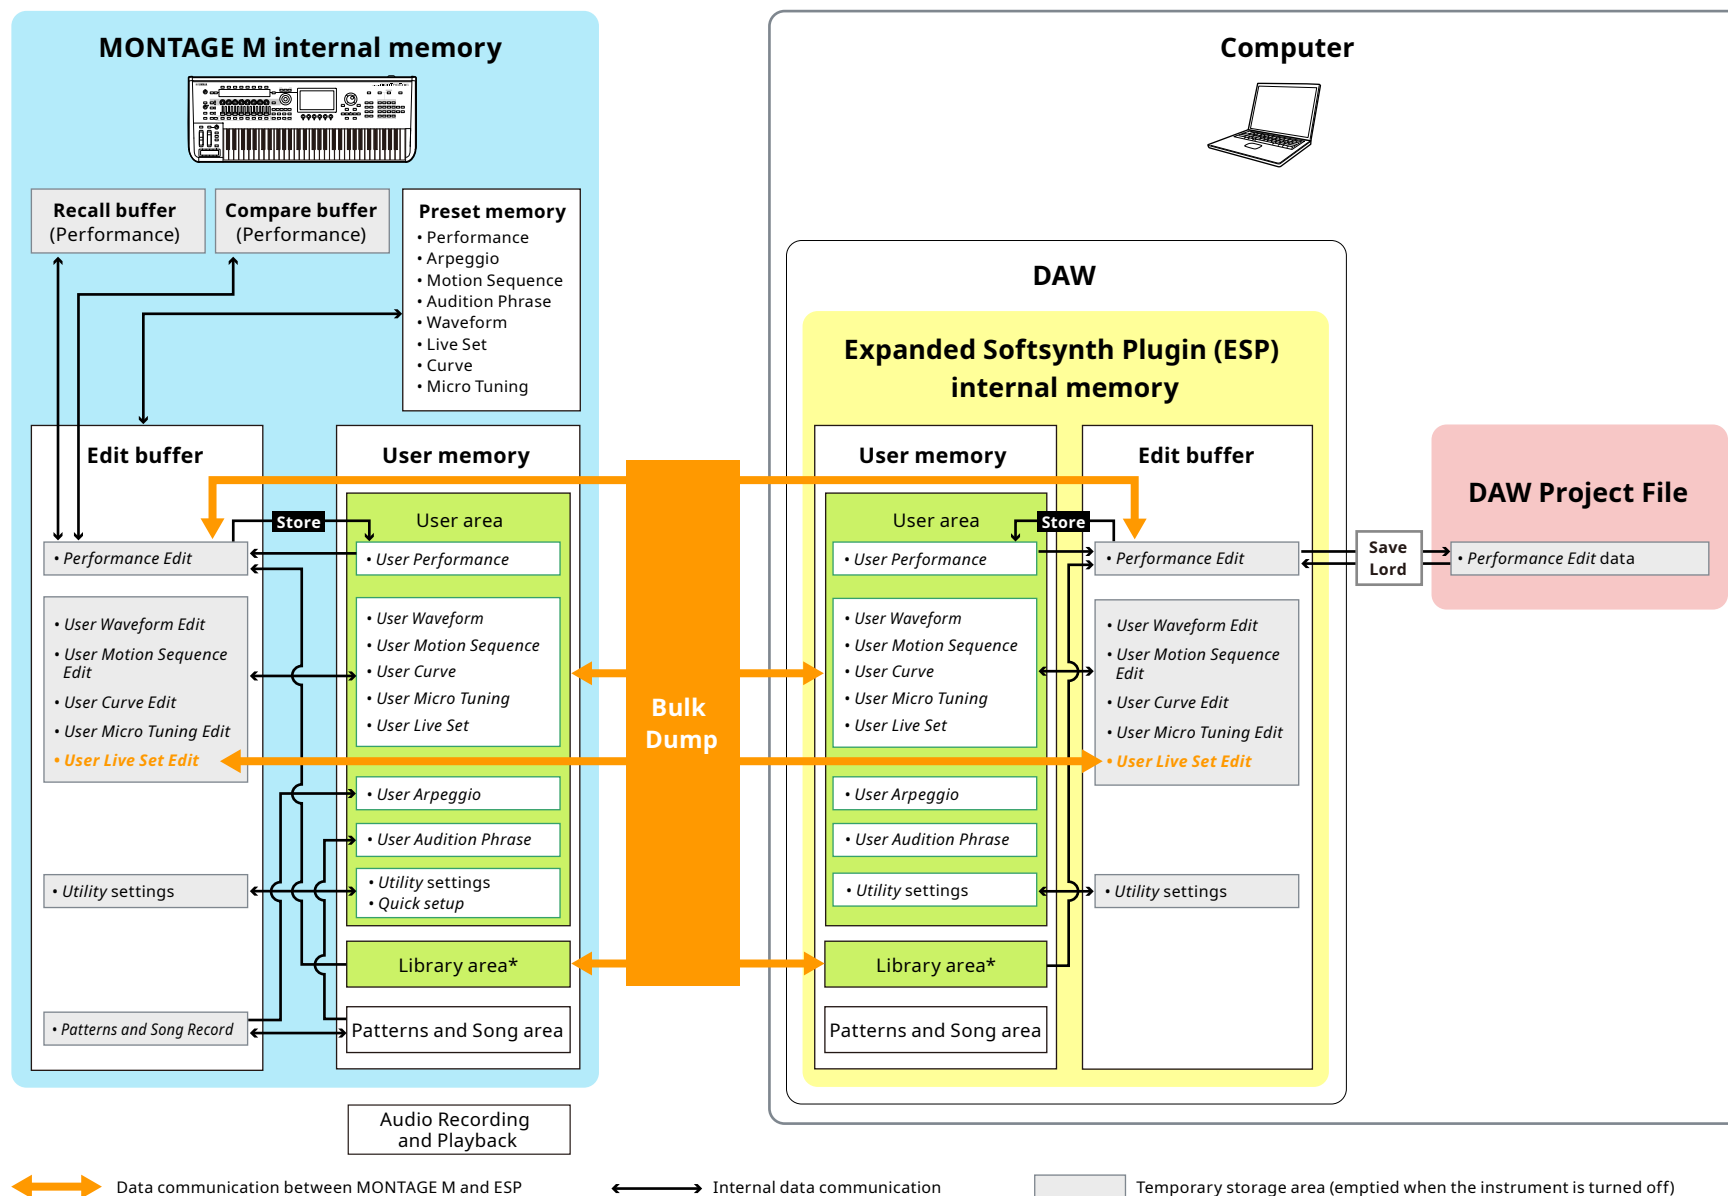 MONTAGE M internal memory
Recall buffer
(Performance)
Compare buffer
(Performance)
Preset memory
• Performance
• Arpeggio
• Motion Sequence
• Audition Phrase
• Waveform
• Live Set
• Curve
• Micro Tuning
Edit buffer
• Performance Edit
• User Waveform Edit
• User Motion Sequence
Edit
• User Curve Edit
• User Micro Tuning Edit
• User Live Set Edit
• Utility settings
• Patterns and Song Record
Store
User memory
User area
• User Performance
• User Waveform
• User Motion Sequence
• User Curve
• User Micro Tuning
• User Live Set
• User Arpeggio
• User Audition Phrase
• Utility settings
• Quick setup
Library area*
Patterns and Song area
Audio Recording
and Playback
Bulk
Dump
Computer
DAW
Expanded Softsynth Plugin (ESP)
internal memory
User memory
User area
• User Performance
• User Waveform
• User Motion Sequence
• User Curve
• User Micro Tuning
• User Live Set
• User Arpeggio
• User Audition Phrase
• Utility settings
Library area*
Patterns and Song area
Store
Edit buffer
• Performance Edit
• User Waveform Edit
• User Motion Sequence
Edit
• User Curve Edit
• User Micro Tuning Edit
• User Live Set Edit
• Utility settings
Save
Lord
DAW Project File
• Performance Edit data
Data communication between MONTAGE M and ESP
Internal data communication
Temporary storage area (emptied when the instrument is turned off)